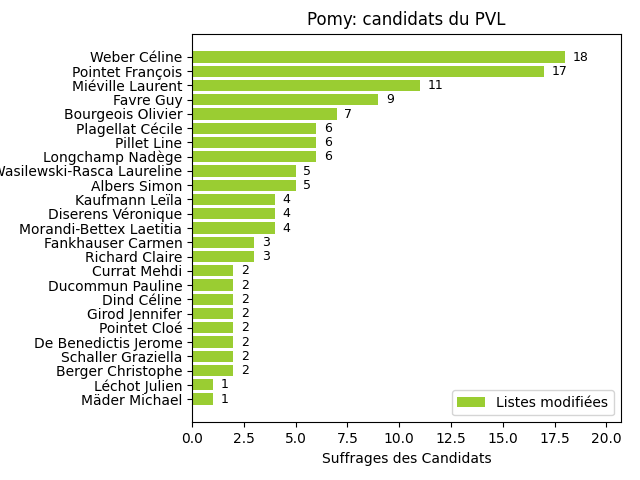 Pomy: candidats du PVL
Weber Céline 18
Pointet François 17
Miéville Laurent 11
Favre Guy 9
Bourgeois Olivier 7
Plagellat Cécile 6
Pillet Line 6
Longchamp Nadège 6
Wasilewski-Rasca Laureline 5
Albers Simon 5
Kaufmann Leïla 4
Diserens Véronique 4
Morandi-Bettex Laetitia 4
Fankhauser Carmen 3
Richard Claire 3
Currat Mehdi 2
Ducommun Pauline 2
Dind Céline 2
Girod Jennifer 2
Pointet Cloé 2
De Benedictis Jerome 2
Schaller Graziella 2
Berger Christophe 2
Léchot Julien 1
Mäder Michael 1
Listes modifiées
0.0 2.5 5.0 7.5 10.0 12.5 15.0 17.5 20.0
Suffrages des Candidats